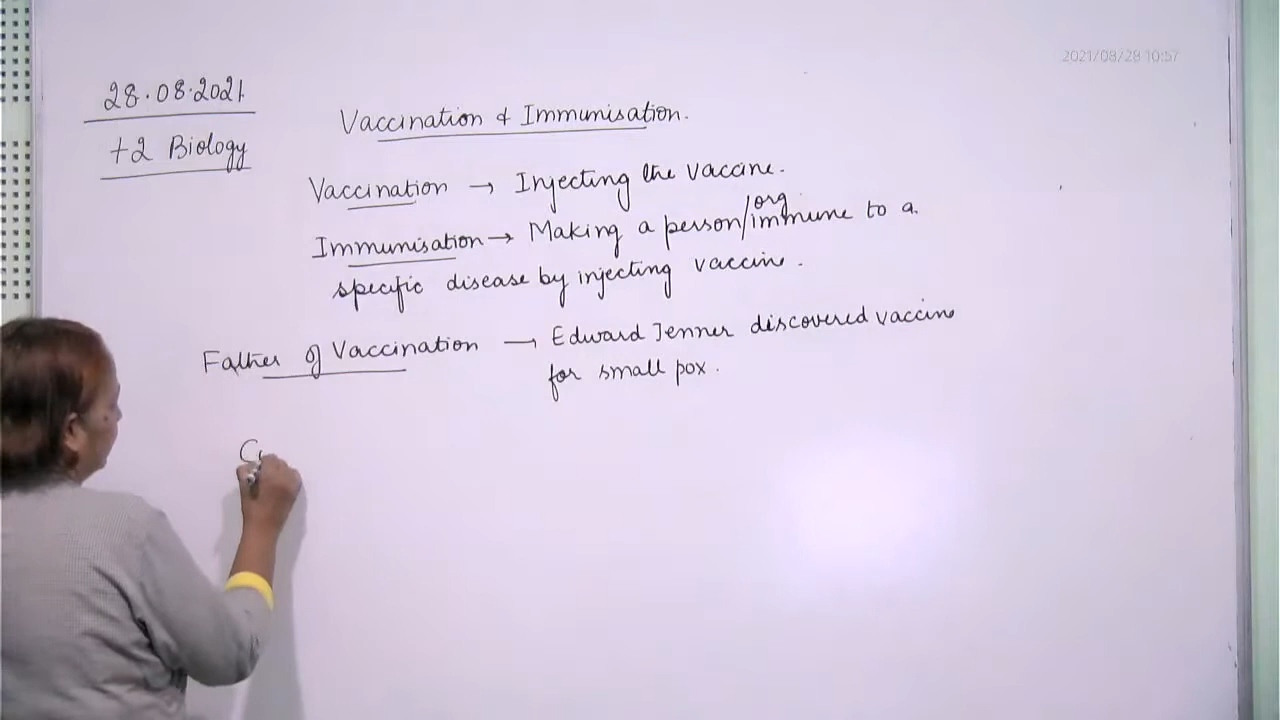 2021/08/28 10:57
28.08.2021
+2 Biology
Vaccination & Immunisation.
Vaccination → Injecting the vaccine.
Immunisation → Making a person/org immune to a
specific disease by injecting vaccine.
Father of Vaccination → Edward Jenner discovered vaccine
for small pox.